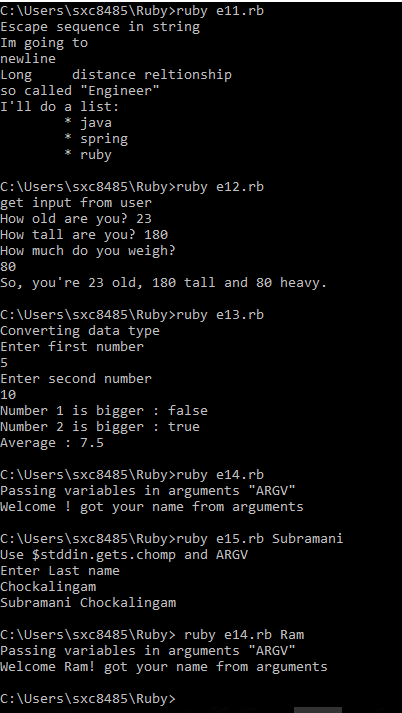 C:\Users\sxc8485\Ruby>ruby e11.rb
Escape sequence in string
Im going to
newline
Long     distance reltionship
so called "Engineer"
I'll do a list:
        * java
        * spring
        * ruby
C:\Users\sxc8485\Ruby>ruby e12.rb
get input from user
How old are you? 23
How tall are you? 180
How much do you weigh?
80
So, you're 23 old, 180 tall and 80 heavy.
C:\Users\sxc8485\Ruby>ruby e13.rb
Converting data type
Enter first number
5
Enter second number
10
Number 1 is bigger : false
Number 2 is bigger : true
Average : 7.5
C:\Users\sxc8485\Ruby>ruby e14.rb
Passing variables in arguments "ARGV"
Welcome ! got your name from arguments
C:\Users\sxc8485\Ruby>ruby e15.rb Subramani
Use $stddin.gets.chomp and ARGV
Enter Last name
Chockalingam
Subramani Chockalingam
C:\Users\sxc8485\Ruby> ruby e14.rb Ram
Passing variables in arguments "ARGV"
Welcome Ram! got your name from arguments
C:\Users\sxc8485\Ruby>